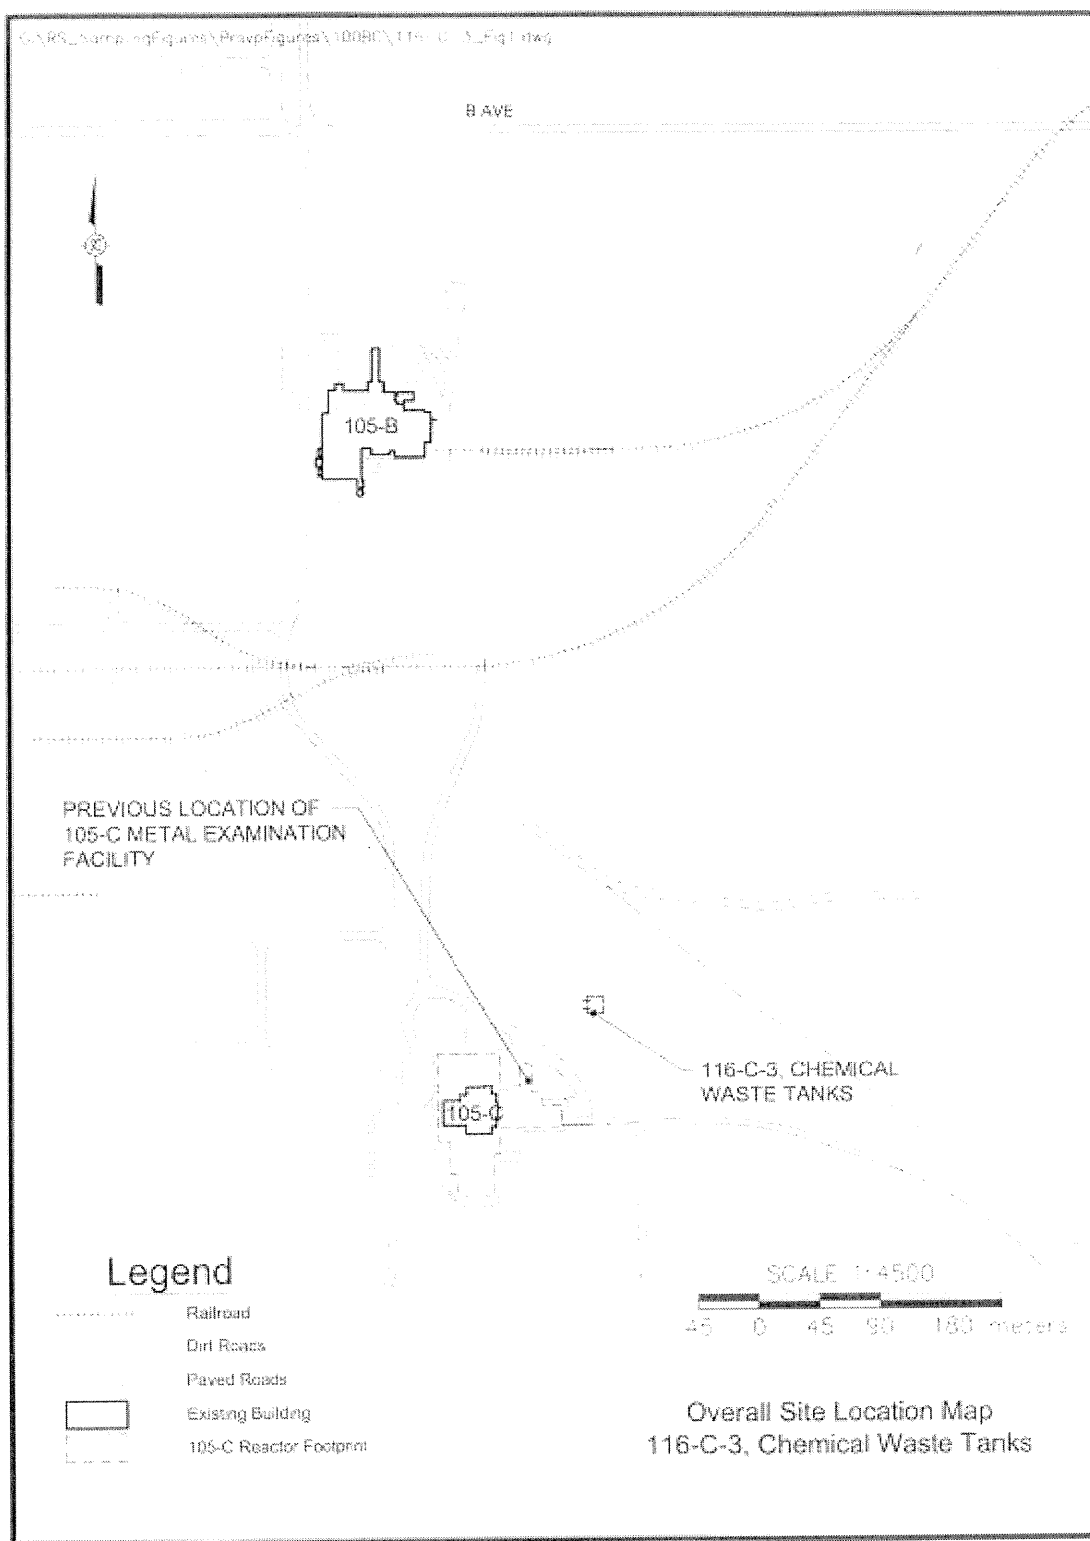 B AVE
105-B
PREVIOUS LOCATION OF
105-C METAL EXAMINATION
FACILITY
116-C-3, CHEMICAL
WASTE TANKS
105-C
Legend
Railroad
Dirt Roads
Paved Roads
Existing Building
105-C Reactor Footprint
SCALE 1:4500
45 0 45 90 180 meters
Overall Site Location Map
116-C-3, Chemical Waste Tanks